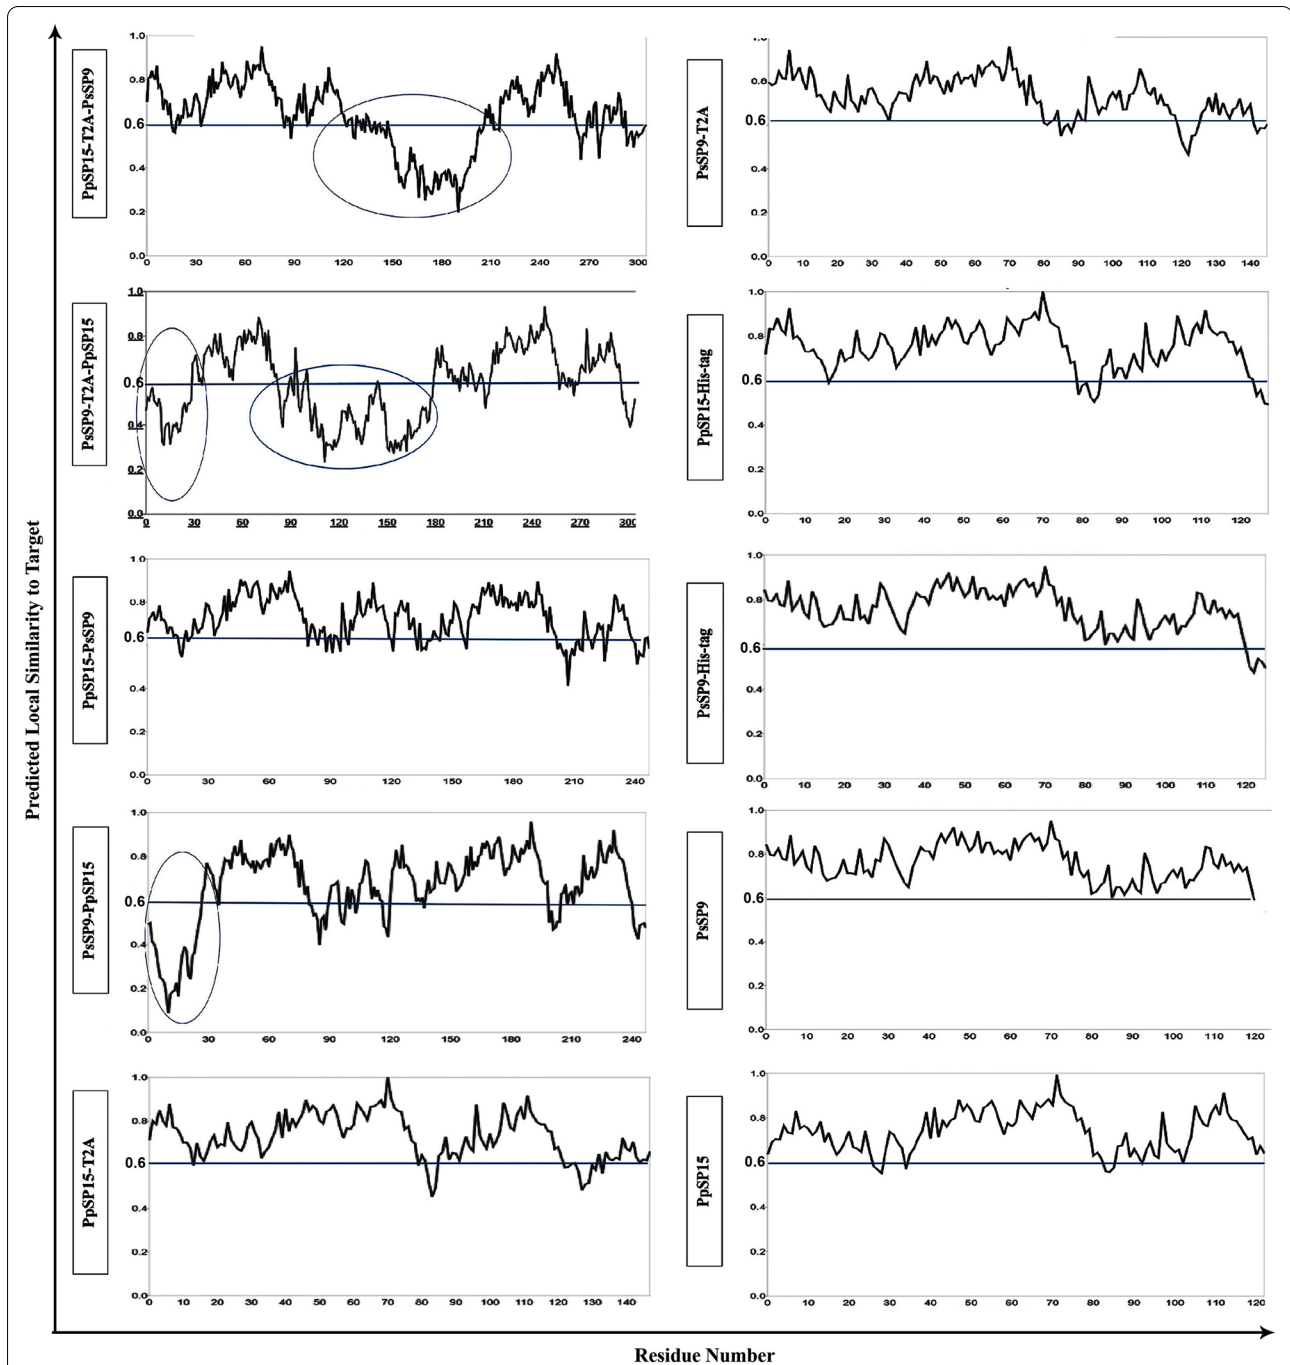 Predicted Local Similarity to Target
PpSP15-T2A-PsSP9
1.0
0.8
0.6
0.4
0.2
0.0
0 30 60 90 120 150 180 210 240 270 300
PsSP9-T2A
0.8
0.6
0.4
0.2
0.0
0 10 20 30 40 50 60 70 80 90 100 110 120 130 140
PsSP9-T2A-PpSP15
1.0
0.8
0.6
0.4
0.2
0.0
0 30 60 90 120 150 180 210 240 270 300
PpSP15-His-tag
1.0
0.8
0.6
0.4
0.2
0.0
0 10 20 30 40 50 60 70 80 90 100 110 120
PpSP15-PsSP9
1.0
0.8
0.6
0.4
0.2
0.0
0 30 60 90 120 150 180 210 240
PsSP9-His-tag
1.0
0.8
0.6
0.4
0.2
0.0
0 10 20 30 40 50 60 70 80 90 100 110 120
PsSP9-PpSP15
1.0
0.8
0.6
0.4
0.2
0.0
0 30 60 90 120 150 180 210 240
PsSP9
1.0
0.8
0.6
0.4
0.2
0.0
0 10 20 30 40 50 60 70 80 90 100 110 120
PpSP15-T2A
1.0
0.8
0.6
0.4
0.2
0.0
0 10 20 30 40 50 60 70 80 90 100 110 120 130 140
PpSP15
1.0
0.8
0.6
0.4
0.2
0.0
0 10 20 30 40 50 60 70 80 90 100 110 120
Residue Number